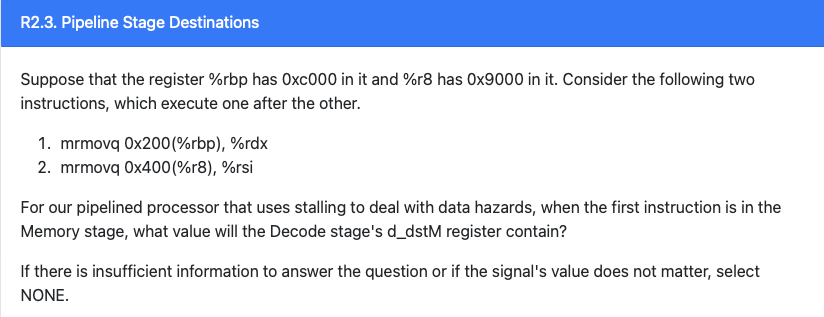 R2.3. Pipeline Stage Destinations
Suppose that the register %rbp has 0xc000 in it and %r8 has 0x9000 in it. Consider the following two
instructions, which execute one after the other.
1. mrmovq 0x200(%rbp), %rdx
2. mrmovq 0x400(%r8), %rsi
For our pipelined processor that uses stalling to deal with data hazards, when the first instruction is in the
Memory stage, what value will the Decode stage's d_dstM register contain?
If there is insufficient information to answer the question or if the signal's value does not matter, select
NONE.